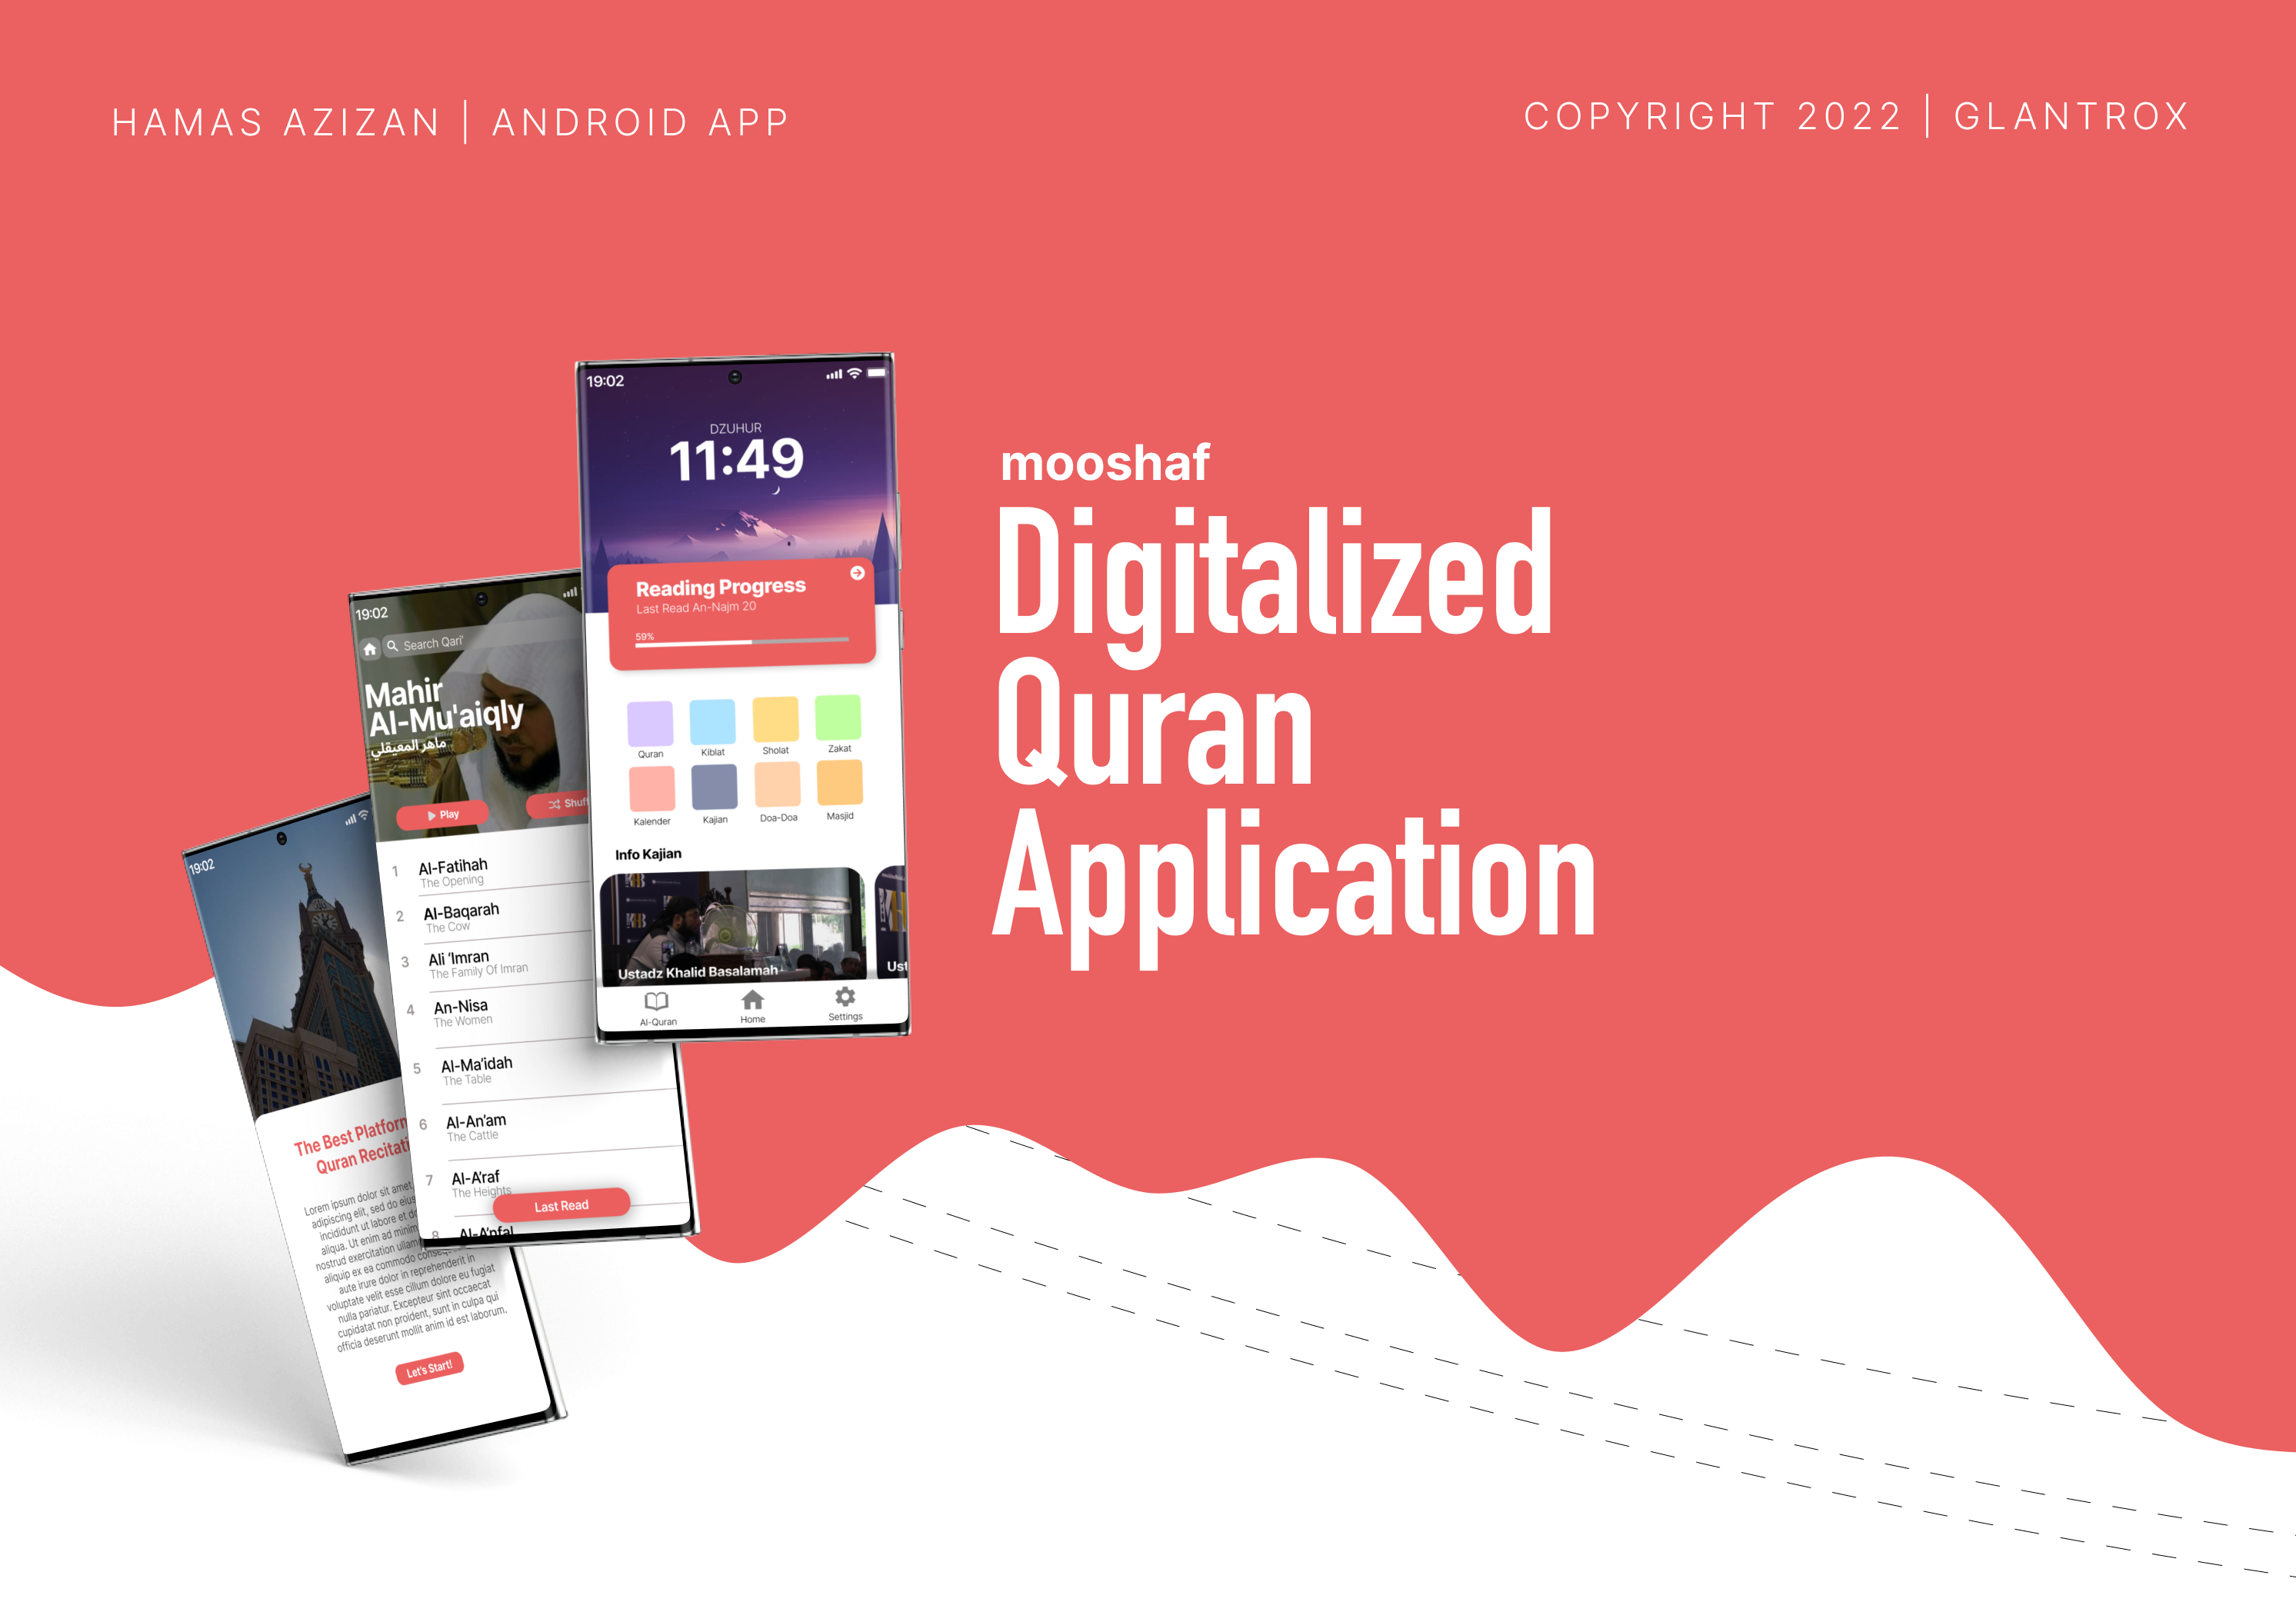 HAMAS AZIZAN | ANDROID APP
COPYRIGHT 2022 | GLANTROX
mooshaf
Digitalized
Quran
Application
19:02
DZUHUR
11:49
Reading Progress
Last Read An-Najm 20
59%
Quran
Kiblat
Sholat
Zakat
Kalender
Kajian
Doa-Doa
Masjid
Info Kajian
Ustadz Khalid Basalamah
Ust
Al-Quran
Home
Settings
19:02
Search Qari'
Mahir
Al-Mu'aiqly
ماهر المعيقلي
Play
Shuf
1 Al-Fatihah
The Opening
2 Al-Baqarah
The Cow
3 Ali 'Imran
The Family Of Imran
4 An-Nisa
The Women
5 Al-Ma'idah
The Table
6 Al-An'am
The Cattle
7 Al-A'raf
The Heights
Last Read
8 Al-A'nfal
19:02
The Best Platform
Quran Recitati
Lorem ipsum dolor sit amet,
adipiscing elit, sed do eius
incididunt ut labore et do
aliqua. Ut enim ad minim
nostrud exercitation ullam
aliquip ex ea commodo conseq
aute irure dolor in reprehenderit in
voluptate velit esse cillum dolore eu fugiat
nulla pariatur. Excepteur sint occaecat
cupidatat non proident, sunt in culpa qui
officia deserunt mollit anim id est laborum.
Let's Start!